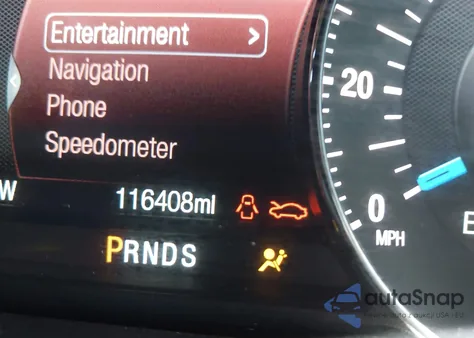 Entertainment
Navigation
Phone
Speedometer
W 116408mi
PRNDS
20
0
MPH
E
autoSnap